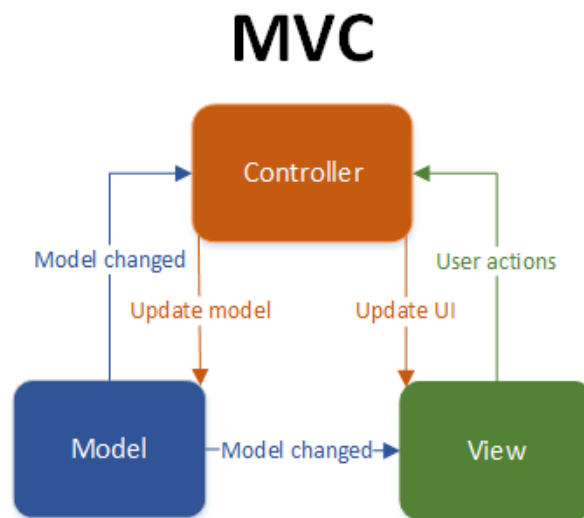 MVC
Controller
Model changed
User actions
Update model
Update UI
Model
Model changed
View